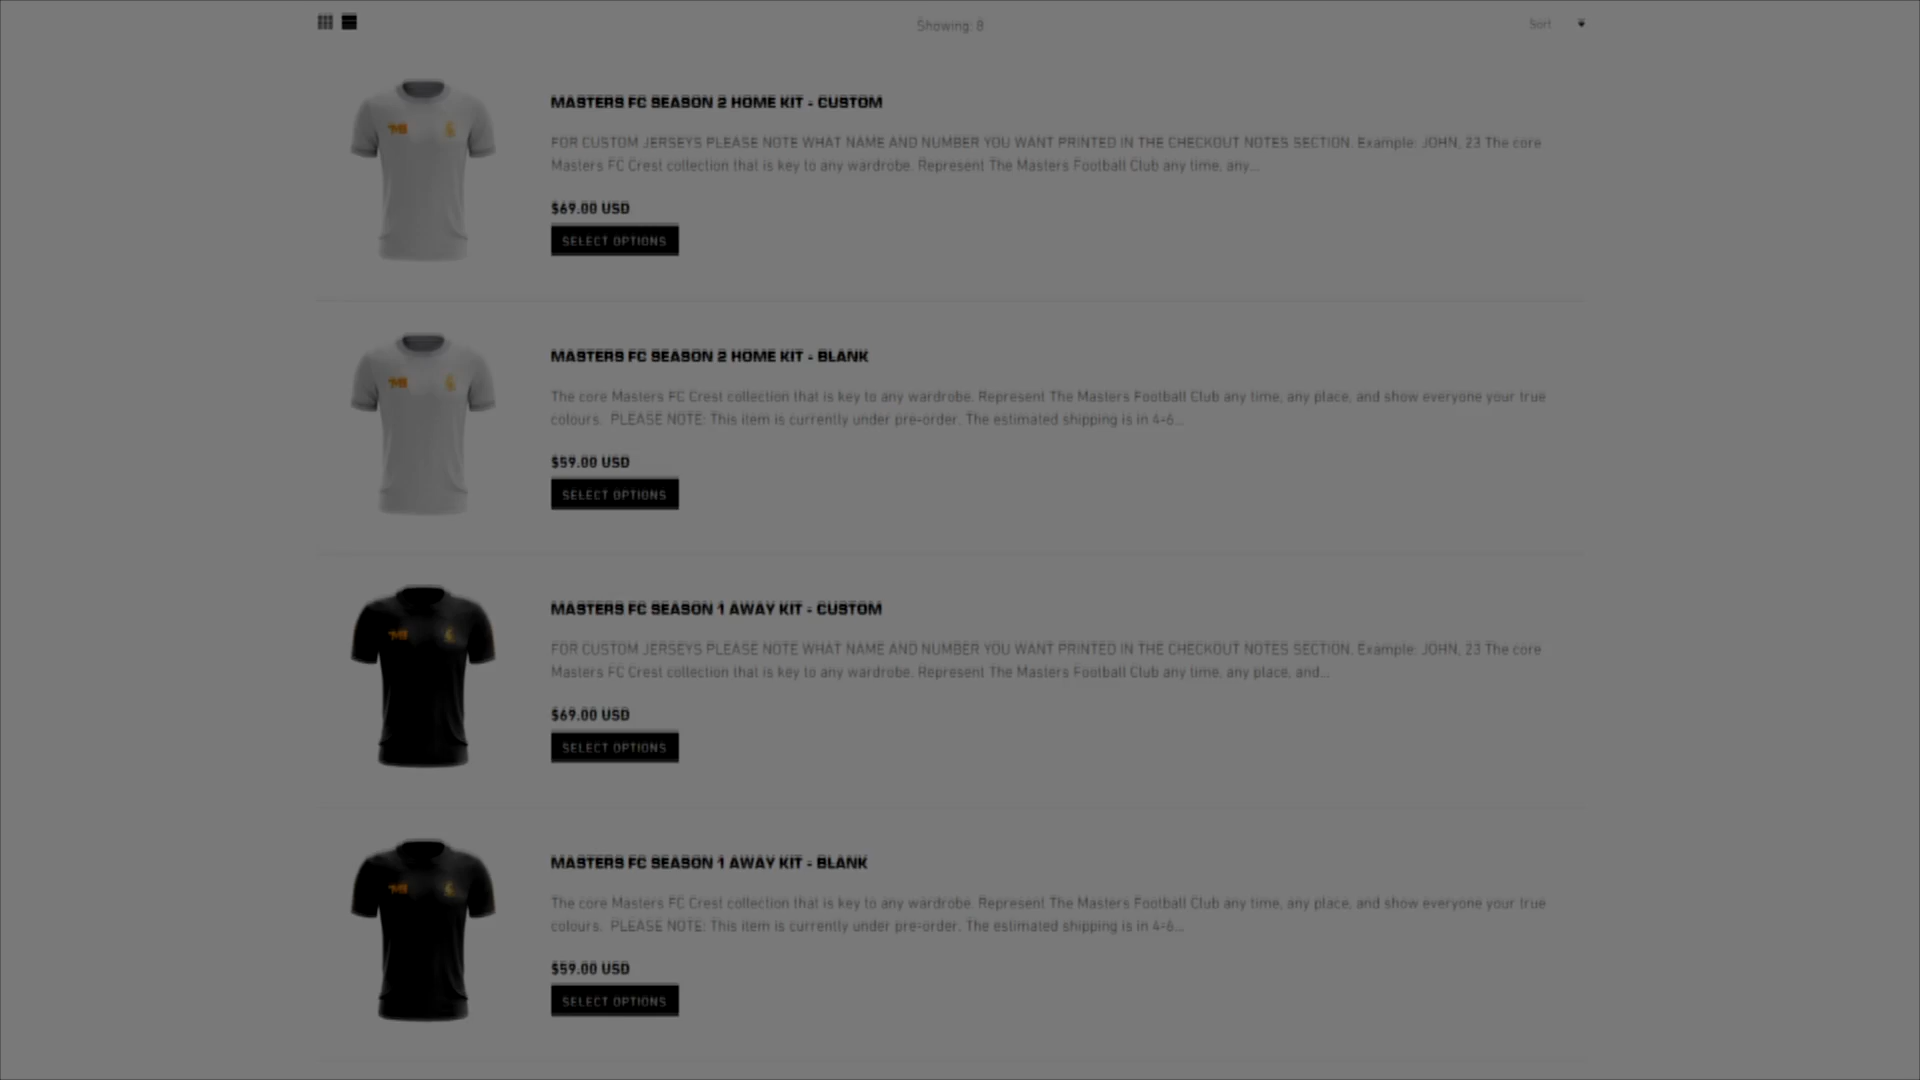 Showing: 8
Sort
MASTERS FC SEASON 2 HOME KIT - CUSTOM
FOR CUSTOM JERSEYS PLEASE NOTE WHAT NAME AND NUMBER YOU WANT PRINTED IN THE CHECKOUT NOTES SECTION. Example: JOHN, 23 The core
Masters FC Crest collection that is key to any wardrobe. Represent The Masters Football Club any time, any...
$69.00 USD
SELECT OPTIONS
MASTERS FC SEASON 2 HOME KIT - BLANK
The core Masters FC Crest collection that is key to any wardrobe. Represent The Masters Football Club any time, any place, and show everyone your true
colours. PLEASE NOTE: This item is currently under pre-order. The estimated shipping is in 4-6...
$59.00 USD
SELECT OPTIONS
MASTERS FC SEASON 1 AWAY KIT - CUSTOM
FOR CUSTOM JERSEYS PLEASE NOTE WHAT NAME AND NUMBER YOU WANT PRINTED IN THE CHECKOUT NOTES SECTION. Example: JOHN, 23 The core
Masters FC Crest collection that is key to any wardrobe. Represent The Masters Football Club any time, any place, and...
$69.00 USD
SELECT OPTIONS
MASTERS FC SEASON 1 AWAY KIT - BLANK
The core Masters FC Crest collection that is key to any wardrobe. Represent The Masters Football Club any time, any place, and show everyone your true
colours. PLEASE NOTE: This item is currently under pre-order. The estimated shipping is in 4-6...
$59.00 USD
SELECT OPTIONS